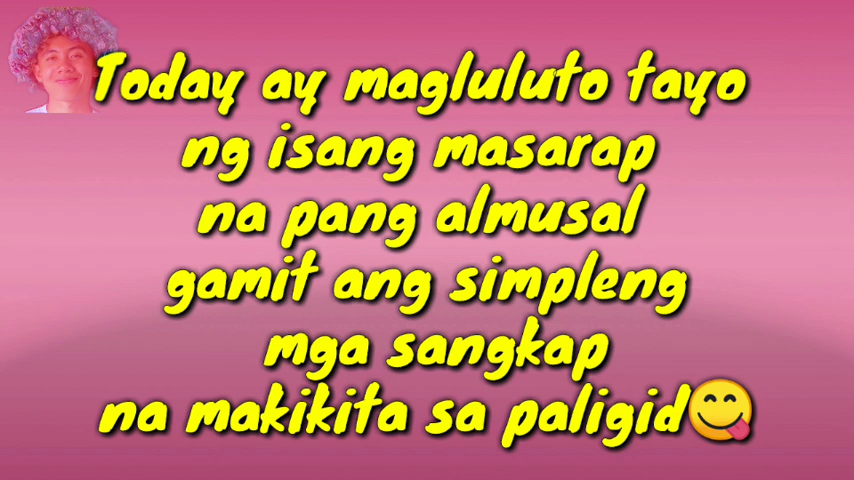 Today ay magluluto tayo
ng isang masarap
na pang almusal
gamit ang simpleng
mga sangkap
na makikita sa paligid😋